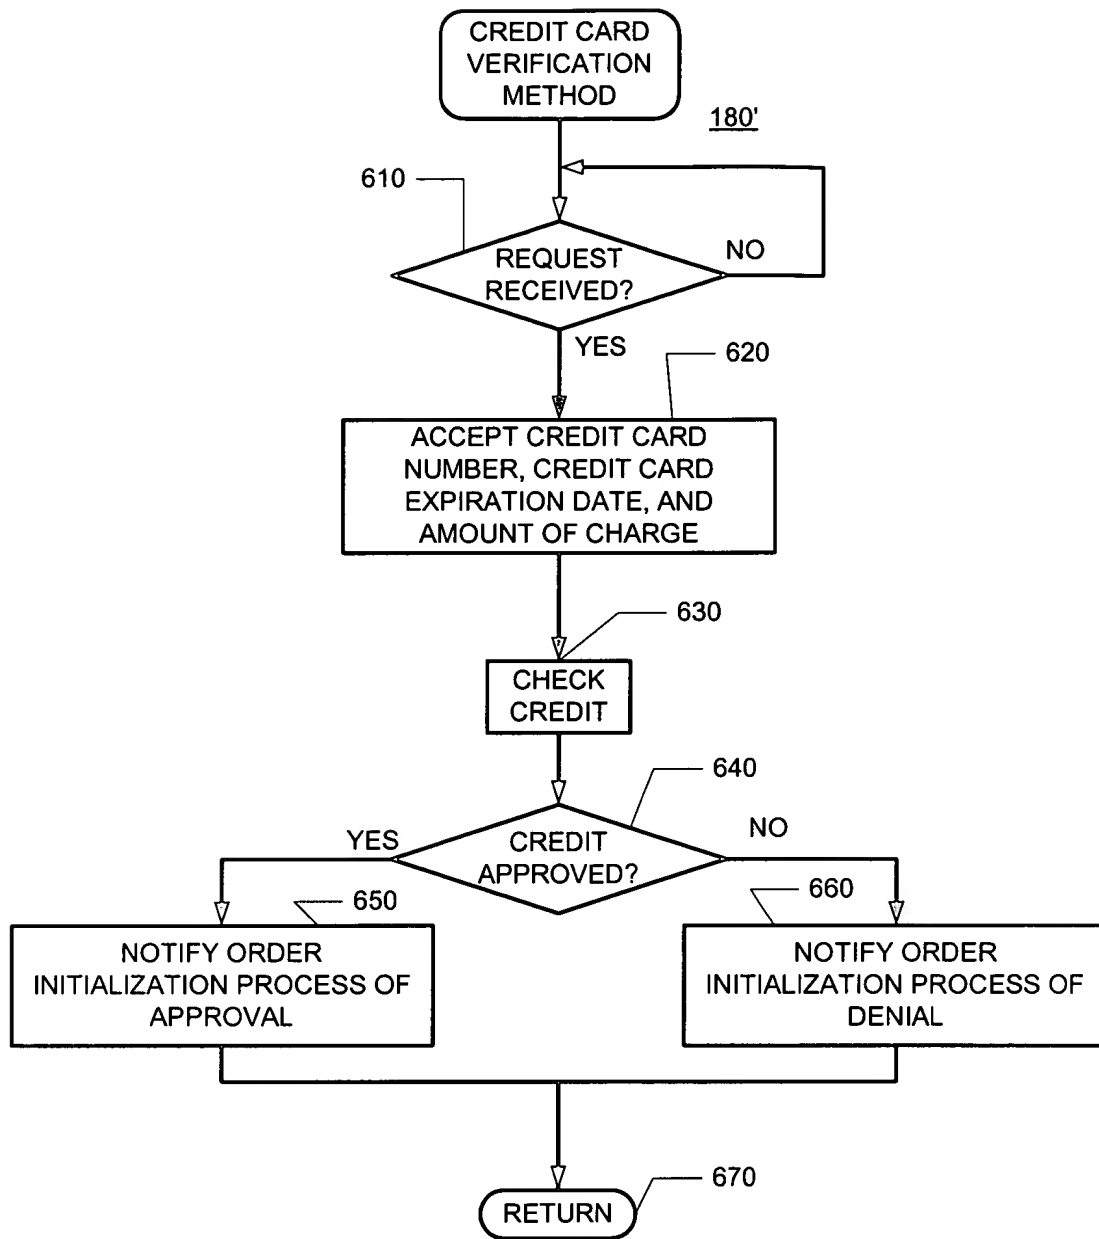 CREDIT CARD
VERIFICATION
METHOD
180'
610
REQUEST
RECEIVED?
NO
YES
620
ACCEPT CREDIT CARD
NUMBER, CREDIT CARD
EXPIRATION DATE, AND
AMOUNT OF CHARGE
630
CHECK
CREDIT
640
YES
CREDIT
APPROVED?
NO
650
NOTIFY ORDER
INITIALIZATION PROCESS OF
APPROVAL
660
NOTIFY ORDER
INITIALIZATION PROCESS OF
DENIAL
670
RETURN